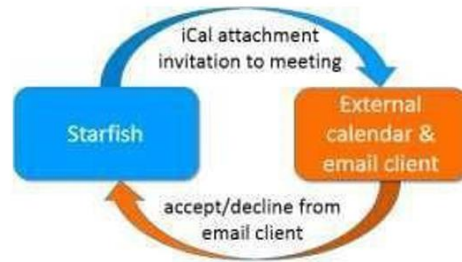 iCal attachment
invitation to meeting
Starfish
External
calendar &
email client
accept/decline from
email client